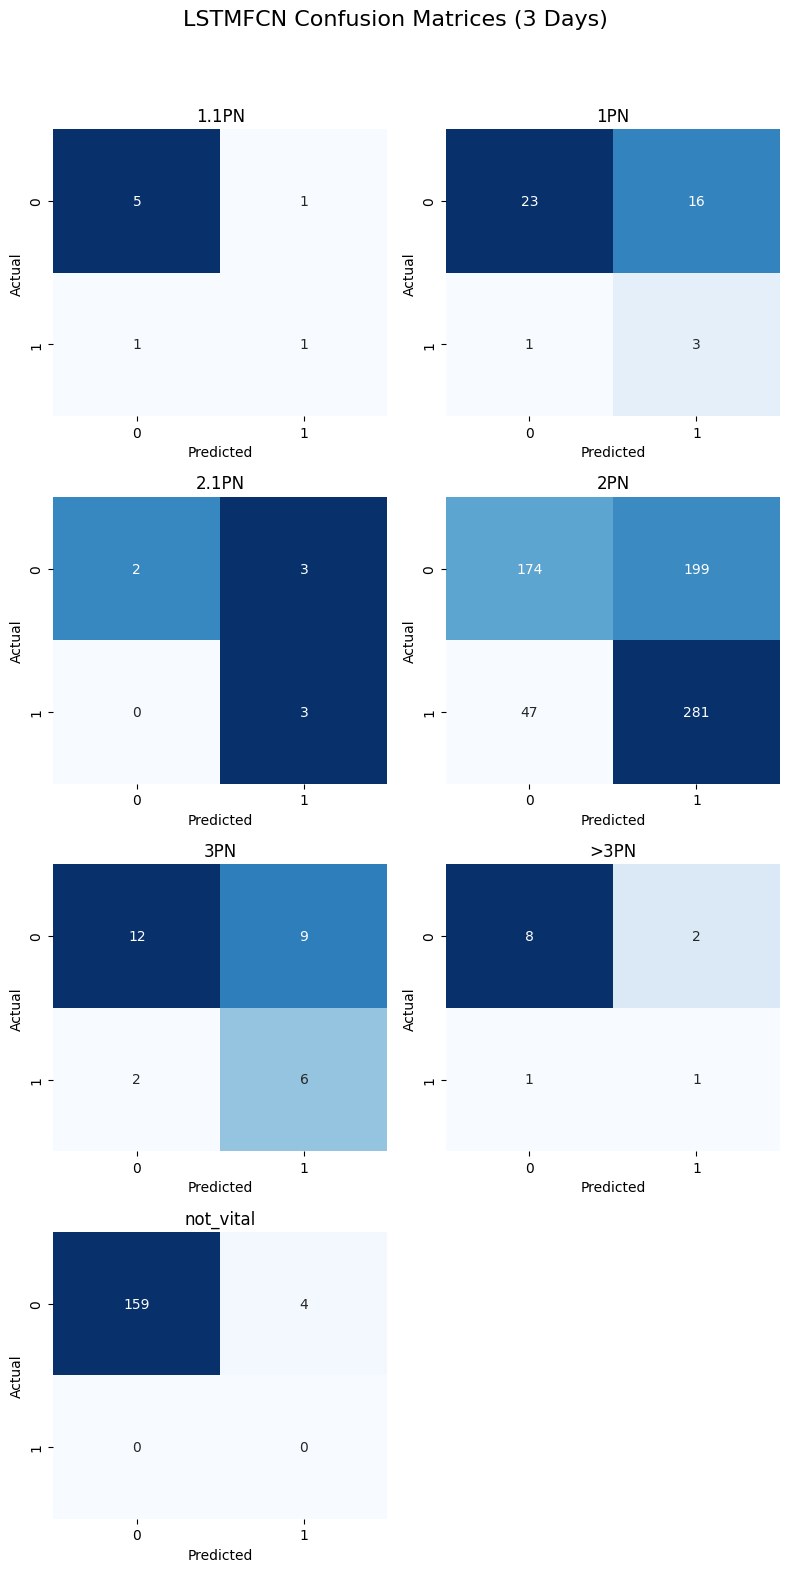 LSTMFCN Confusion Matrices (3 Days)
1.1PN
1PN
0
5
1
0
23
16
Actual
Actual
1
1
1
1
1
3
0
1
0
1
Predicted
Predicted
2.1PN
2PN
0
2
3
0
174
199
Actual
Actual
1
0
3
1
47
281
0
1
0
1
Predicted
Predicted
3PN
>3PN
0
12
9
0
8
2
Actual
Actual
1
2
6
1
1
1
0
1
0
1
Predicted
Predicted
not_vital
0
159
4
Actual
1
0
0
0
1
Predicted